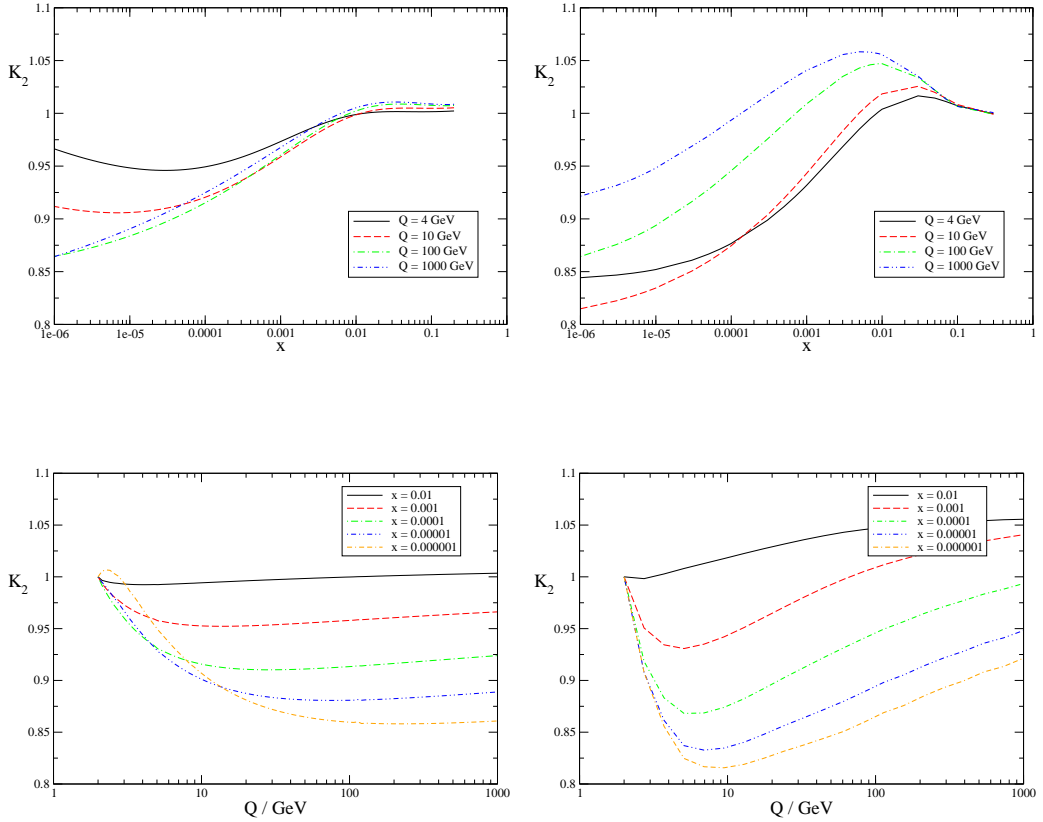 1.1
1.05
K2
1
0.95
0.9
0.85
0.8
1e-06 1e-05 0.0001 0.001 0.01 0.1 1
x
Q = 4 GeV
Q = 10 GeV
Q = 100 GeV
Q = 1000 GeV
1.1
1.05
K2
1
0.95
0.9
0.85
0.8
1e-06 1e-05 0.0001 0.001 0.01 0.1 1
x
Q = 4 GeV
Q = 10 GeV
Q = 100 GeV
Q = 1000 GeV
1.1
1.05
K2
1
0.95
0.9
0.85
0.8
1 10 100 1000
Q / GeV
x = 0.01
x = 0.001
x = 0.0001
x = 0.00001
x = 0.000001
1.1
1.05
K2
1
0.95
0.9
0.85
0.8
1 10 100 1000
Q / GeV
x = 0.01
x = 0.001
x = 0.0001
x = 0.00001
x = 0.000001